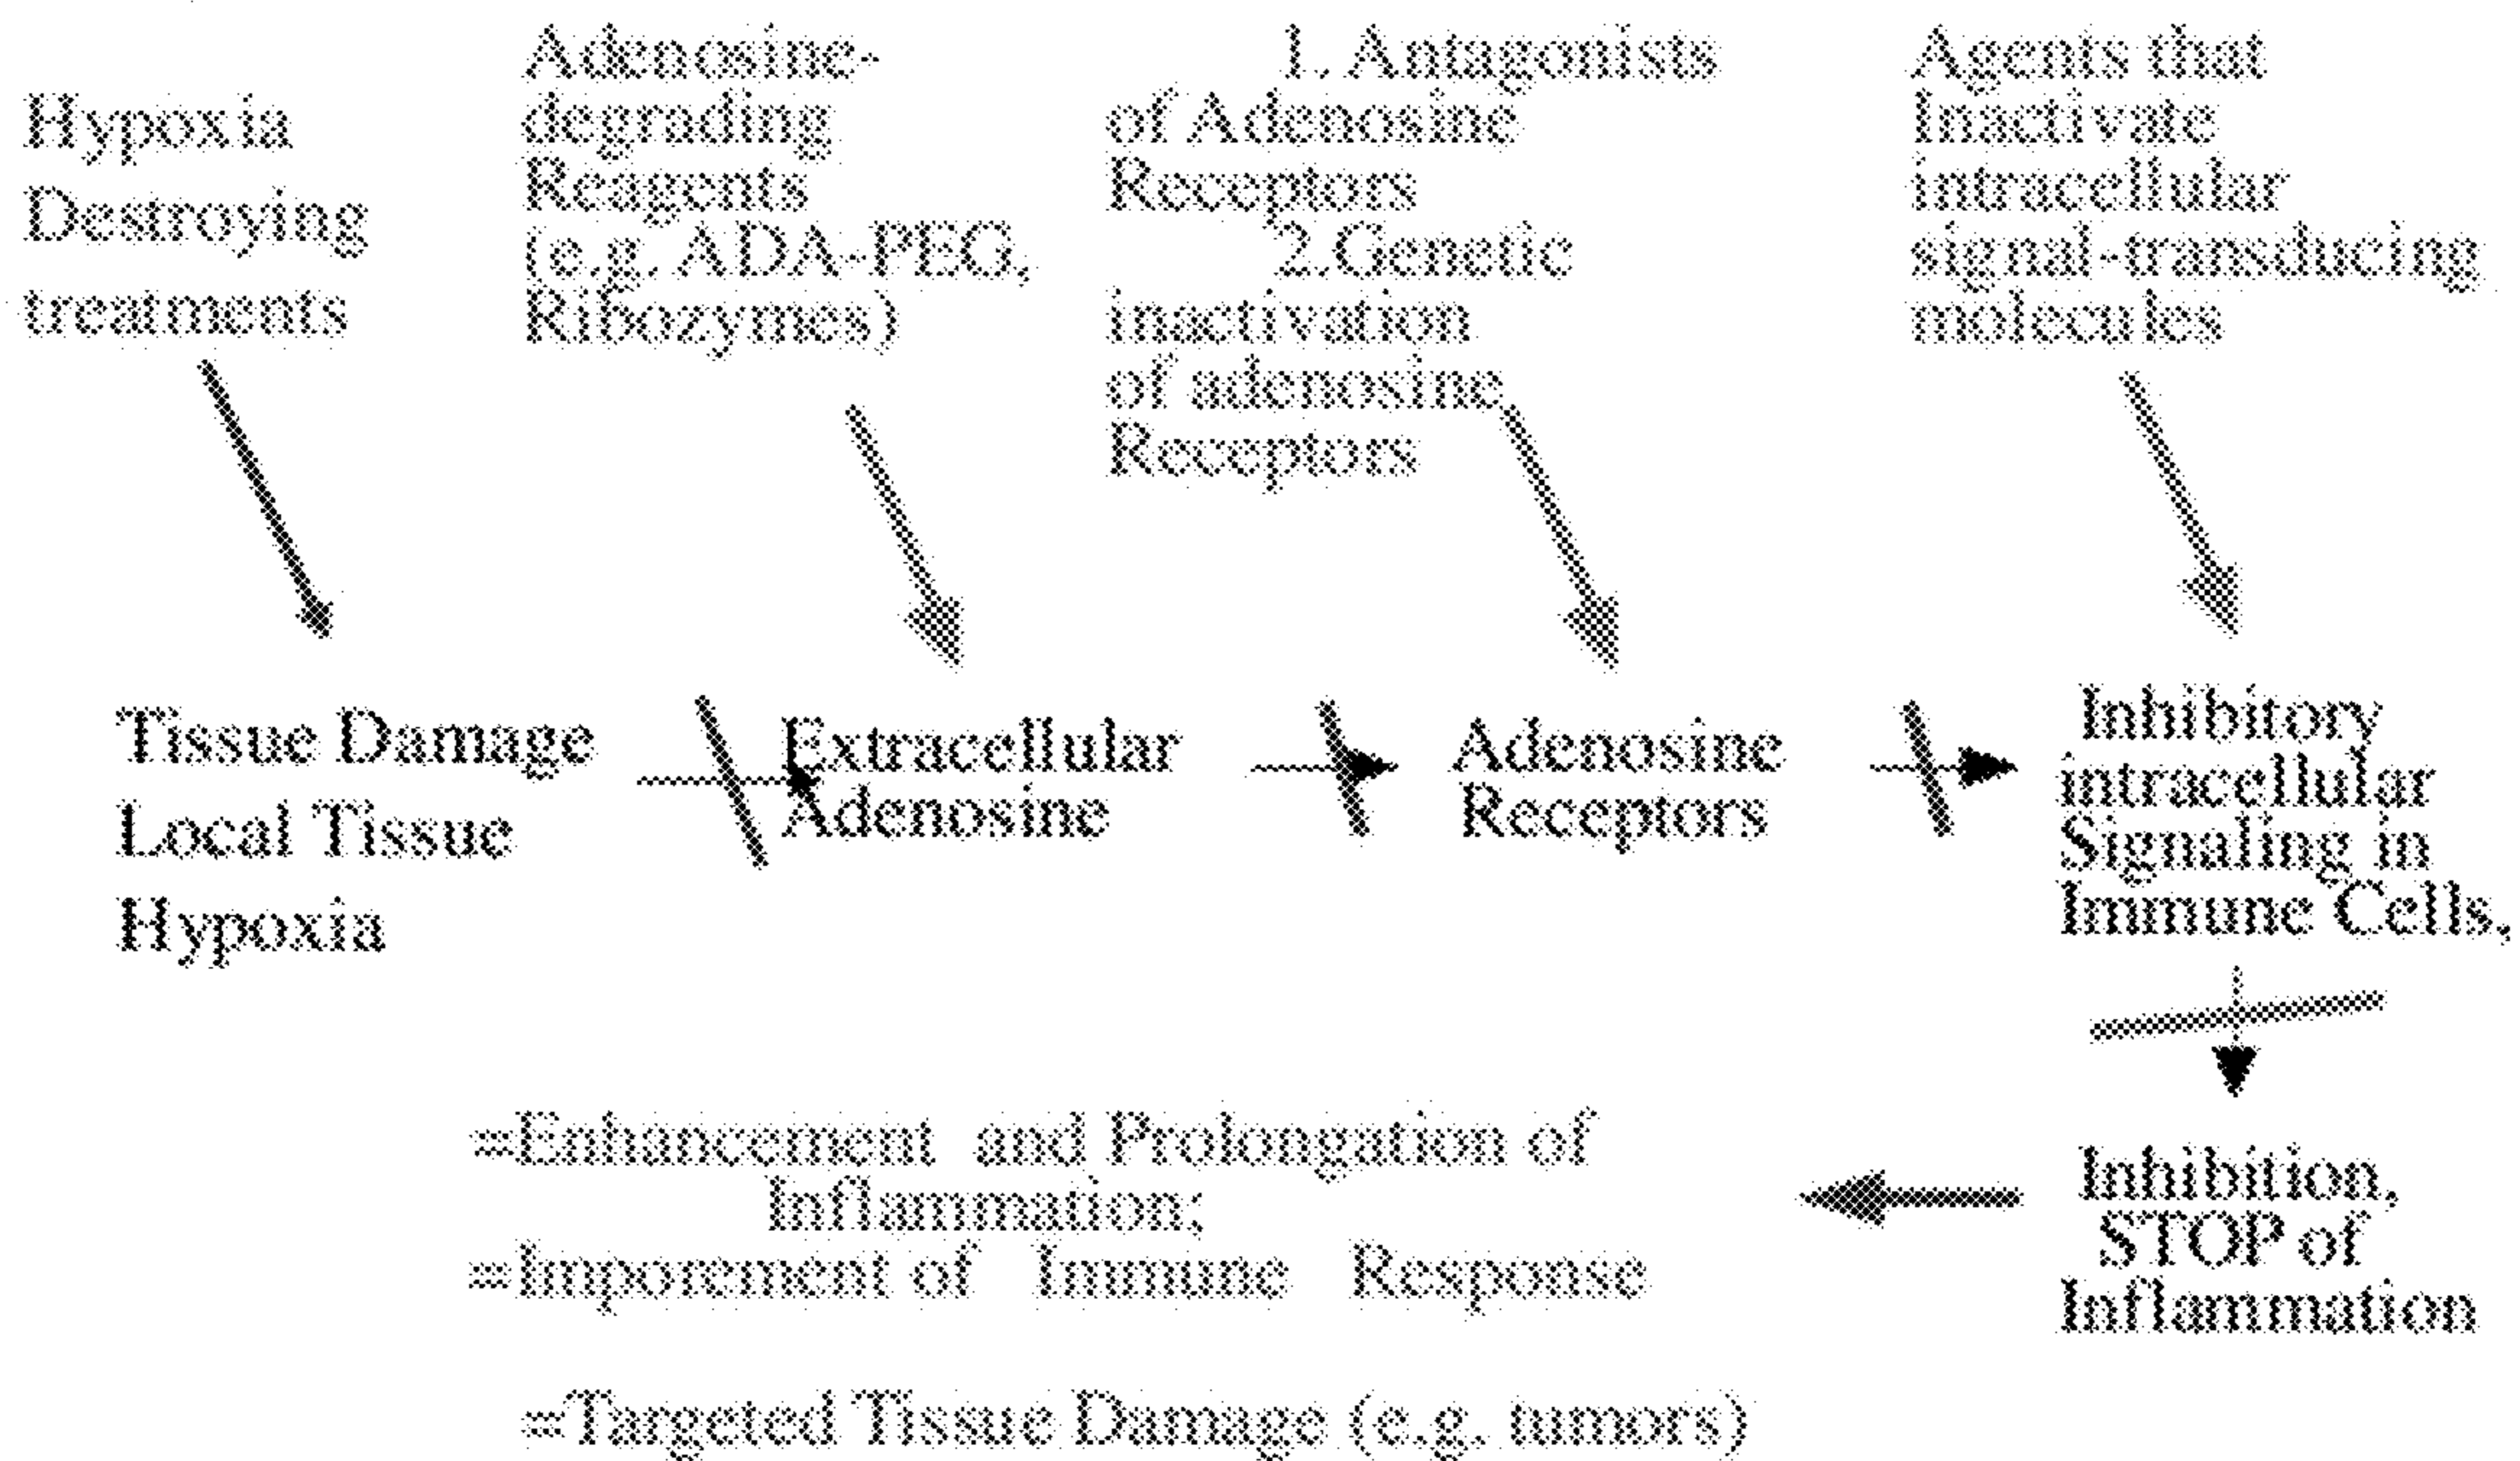 Hypoxia
Destroying
treatments
Adenosine-
degrading
Reagents
(e.g. ADA-PEG,
Ribozymes)
1. Antagonists
of Adenosine
Receptors
2.Genetic
inactivation
of adenosine
Receptors
Agents that
Inactivate
intracellular
signal-transducing
molecules
Tissue Damage
Local Tissue
Hypoxia
Extracellular
Adenosine
Adenosine
Receptors
Inhibitory
intracellular
Signaling in
Immune Cells,
Inhibition,
STOP of
Inflammation
=Enhancement and Prolongation of
Inflammation;
=Imporement of Immune Response
=Targeted Tissue Damage (e.g. tumors)